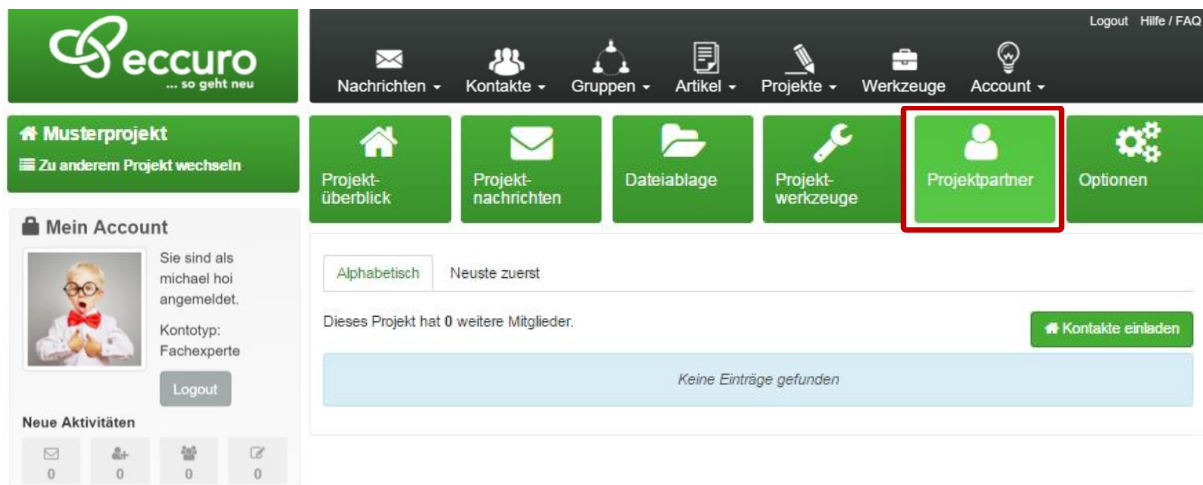 eccuro
... so geht neu
Logout Hilfe / FAQ
Nachrichten
Kontakte
Gruppen
Artikel
Projekte
Werkzeuge
Account
Musterprojekt
Zu anderem Projekt wechseln
Projekt-
überblick
Projekt-
nachrichten
Dateiablage
Projekt-
werkzeuge
Projektpartner
Optionen
Mein Account
Sie sind als
michael hoi
angemeldet.
Kontotyp:
Fachexperte
Logout
Neue Aktivitäten
0 0 0 0
Alphabetisch Neuste zuerst
Dieses Projekt hat 0 weitere Mitglieder.
Kontakte einladen
Keine Einträge gefunden